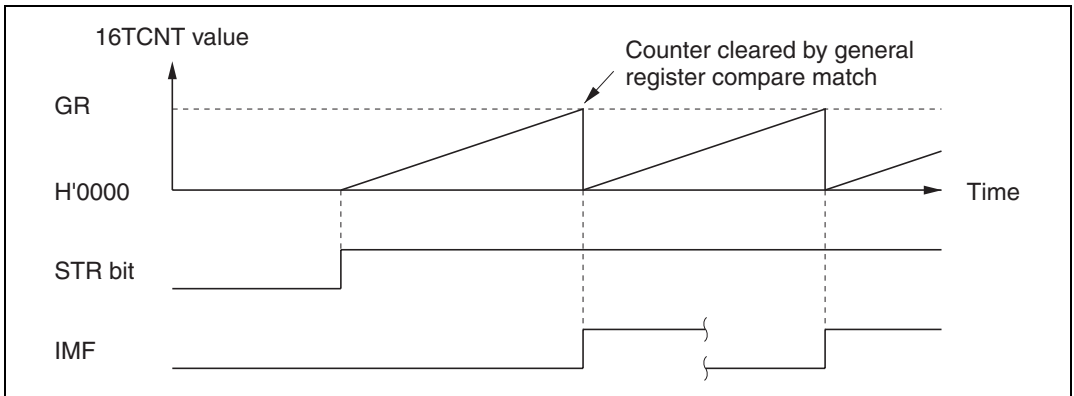 16TCNT value
Counter cleared by general
register compare match
GR
H'0000
Time
STR bit
IMF